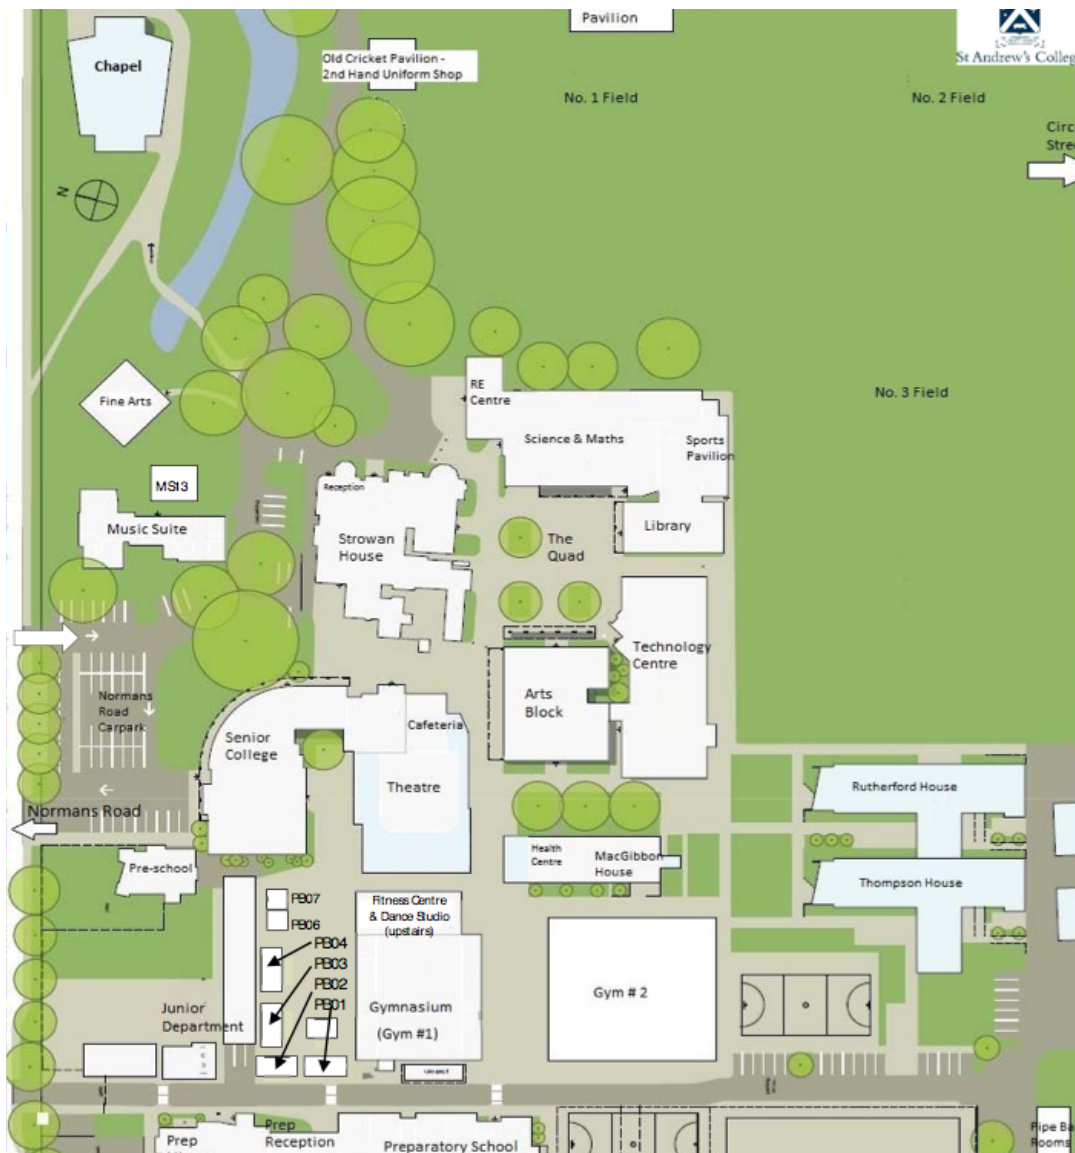 Pavilion
St Andrew's Colleg
Chapel
Old Cricket Pavilion -
2nd Hand Uniform Shop
No. 1 Field
No. 2 Field
Circ
Stree
N
RE
Centre
No. 3 Field
Fine Arts
Science & Maths
Sports
Pavilion
MS13
Reception
Music Suite
Strowan
House
The
Quad
Library
Technology
Centre
Normans
Road
Carpark
Arts
Block
Senior
College
Cafeteria
Theatre
Rutherford House
Normans Road
Health
Centre
MacGibbon
House
Pre-school
Thompson House
PB07
Fitness Centre
& Dance Studio
(upstairs)
PB06
PB04
PB03
PB02
PB01
Junior
Department
Gymnasium
(Gym #1)
Gym # 2
Prep
Reception
Prep
Preparatory School
Pipe Ba
Rooms